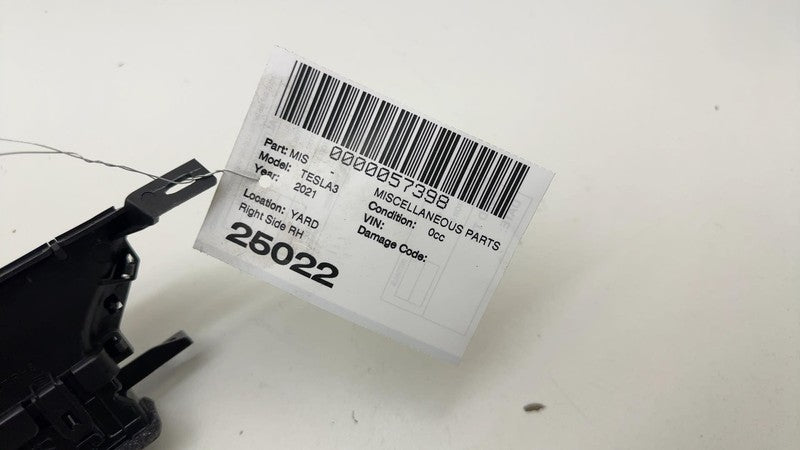 0000057398
Part: MIS - MISCELLANEOUS PARTS
Model: TESLA3 Condition: 0cc
Year: 2021 VIN:
Damage Code:
Location: YARD
Right Side RH
25022